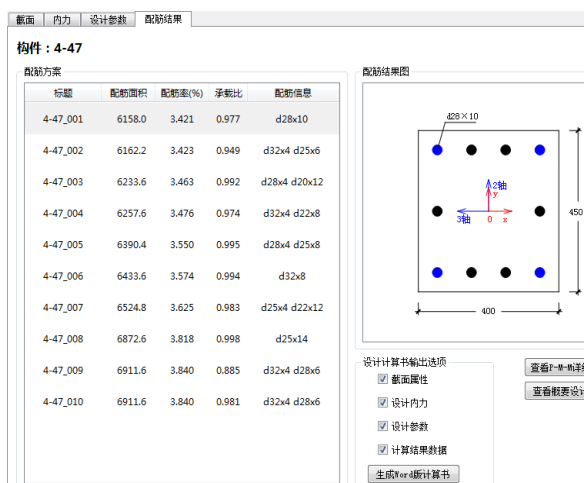 截面 内力 设计参数 配筋结果
构件：4-47
配筋方案
标题 配筋面积 配筋率(%) 承载比 配筋信息
4-47_001 6158.0 3.421 0.977 d28x10
4-47_002 6162.2 3.423 0.949 d32x4 d25x6
4-47_003 6233.6 3.463 0.992 d28x4 d20x12
4-47_004 6257.6 3.476 0.974 d32x4 d22x8
4-47_005 6390.4 3.550 0.995 d28x4 d25x8
4-47_006 6433.6 3.574 0.994 d32x8
4-47_007 6524.8 3.625 0.983 d25x4 d22x12
4-47_008 6872.6 3.818 0.998 d25x14
4-47_009 6911.6 3.840 0.885 d32x4 d28x6
4-47_010 6911.6 3.840 0.981 d32x4 d28x6
配筋结果图
d28×10
2轴
y
3轴 0 x
450
400
设计计算书输出选项
截面属性
设计内力
设计参数
计算结果数据
生成Word版计算书
查看P-M-M详
查看概要设计